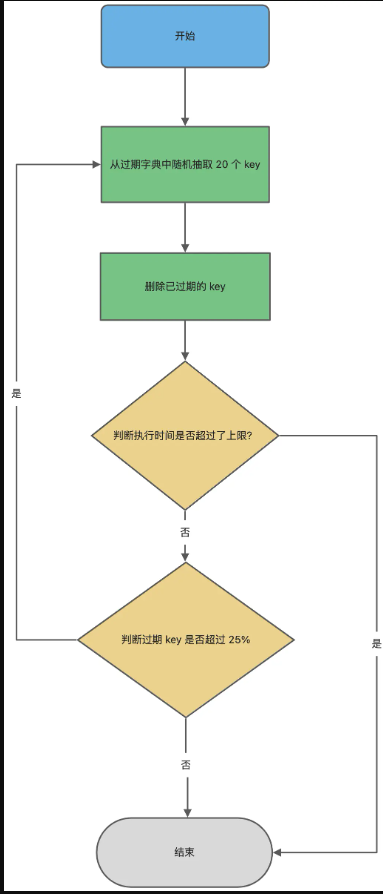 开始
从过期字典中随机抽取 20 个 key
删除已过期的 key
是
判断执行时间是否超过了上限?
否
判断过期 key 是否超过 25%
是
否
结束